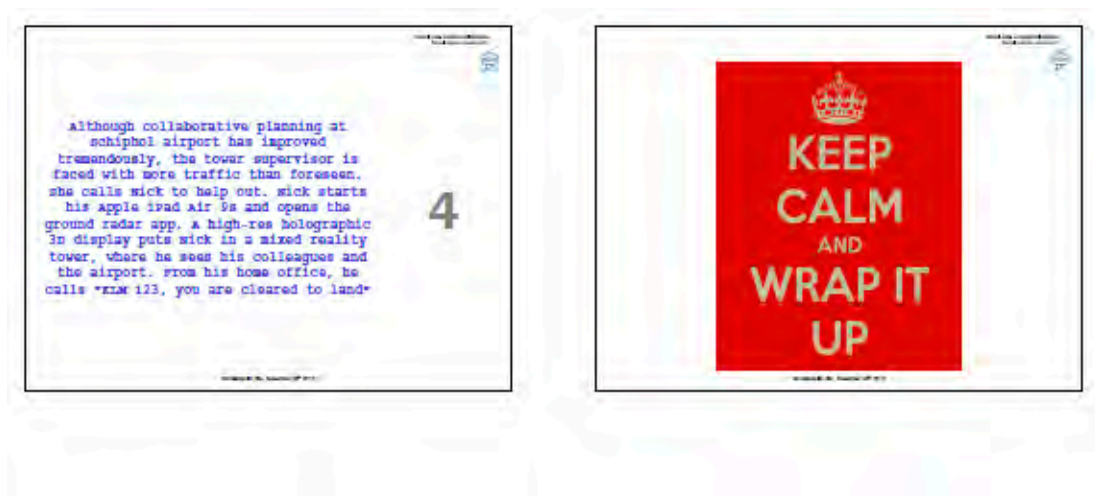 Although collaborative planning at
schiphol airport has improved
tremendously, the tower supervisor is
faced with more traffic than foreseen.
she calls Nick to help out. Nick starts
his Apple iPad Air 9s and opens the
ground radar app. A high-res holographic
3D display puts Nick in a mixed reality
tower, where he sees his colleagues and
the airport. From his home office, he
calls "KLM 123, you are cleared to land"
4
KEEP
CALM
AND
WRAP IT
UP